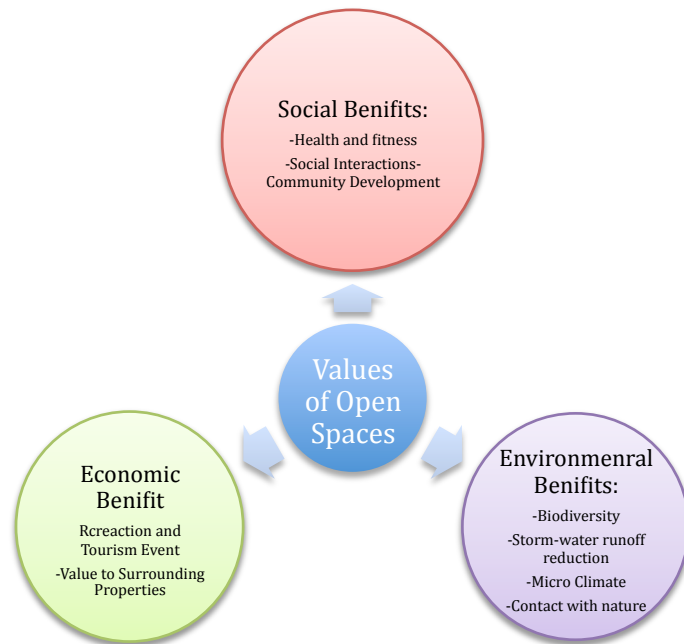 Social Benifits:
-Health and fitness
-Social Interactions-
Community Development
Values
of Open
Spaces
Economic
Benifit
Rcreaction and
Tourism Event
-Value to Surrounding
Properties
Environmenral
Benifits:
-Biodiversity
-Storm-water runoff
reduction
-Micro Climate
-Contact with nature